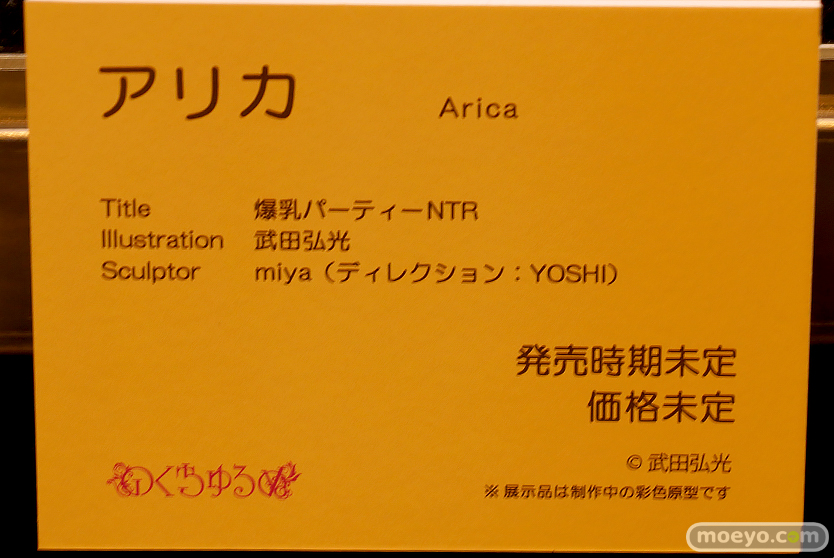 アリカ Arica
Title 爆乳パーティーNTR
Illustration 武田弘光
Sculptor miya（ディレクション：YOSHI）
発売時期未定
価格未定
© 武田弘光
※展示品は制作中の彩色原型です
moeyo.com